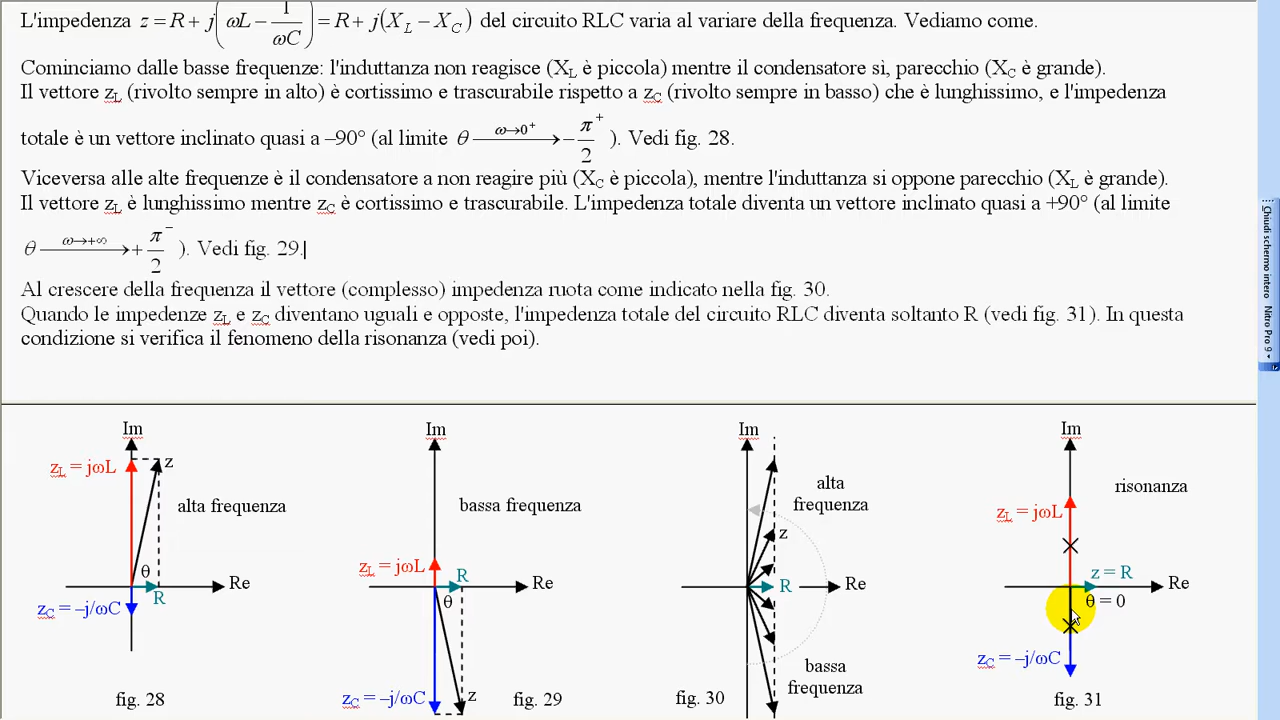 L'impedenza z = R + j(ωL − 1/ωC) = R + j(X_L − X_C) del circuito RLC varia al variare della frequenza. Vediamo come.
Cominciamo dalle basse frequenze: l'induttanza non reagisce (X_L è piccola) mentre il condensatore sì, parecchio (X_C è grande).
Il vettore z_L (rivolto sempre in alto) è cortissimo e trascurabile rispetto a z_C (rivolto sempre in basso) che è lunghissimo, e l'impedenza
totale è un vettore inclinato quasi a –90° (al limite θ —ω→0⁺→ −π/2⁺ ). Vedi fig. 28.
Viceversa alle alte frequenze è il condensatore a non reagire più (X_C è piccola), mentre l'induttanza si oppone parecchio (X_L è grande).
Il vettore z_L è lunghissimo mentre z_C è cortissimo e trascurabile. L'impedenza totale diventa un vettore inclinato quasi a +90° (al limite
θ —ω→+∞→ +π/2⁻ ). Vedi fig. 29.
Al crescere della frequenza il vettore (complesso) impedenza ruota come indicato nella fig. 30.
Quando le impedenze z_L e z_C diventano uguali e opposte, l'impedenza totale del circuito RLC diventa soltanto R (vedi fig. 31). In questa
condizione si verifica il fenomeno della risonanza (vedi poi).
Chiudi schermo intero Nitro Pro 9
Im
z_L = jωL
z
alta frequenza
θ
Re
R
z_C = –j/ωC
fig. 28
Im
bassa frequenza
z_L = jωL
R
Re
θ
z_C = –j/ωC
z
fig. 29
Im
alta
frequenza
z
R
Re
bassa
frequenza
fig. 30
Im
risonanza
z_L = jωL
z = R
Re
θ = 0
z_C = –j/ωC
fig. 31